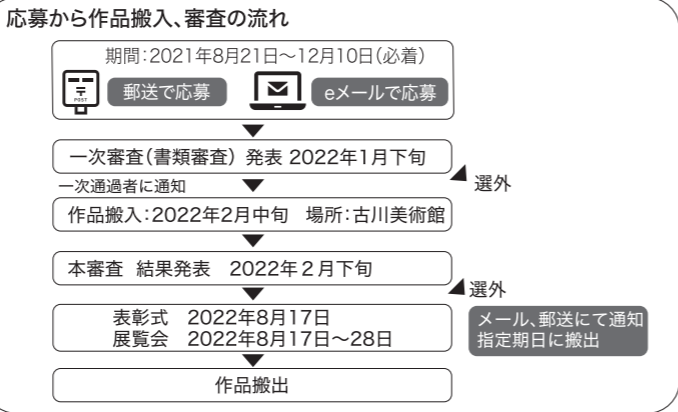 応募から作品搬入、審査の流れ
期間：2021年8月21日～12月10日（必着）
〒
POST
郵送で応募
eメールで応募
一次審査（書類審査） 発表 2022年1月下旬
一次通過者に通知
選外
作品搬入：2022年2月中旬　場所：古川美術館
本審査 結果発表　2022年２月下旬
選外
表彰式　2022年8月17日
展覧会　2022年8月17日～28日
メール、郵送にて通知
指定期日に搬出
作品搬出